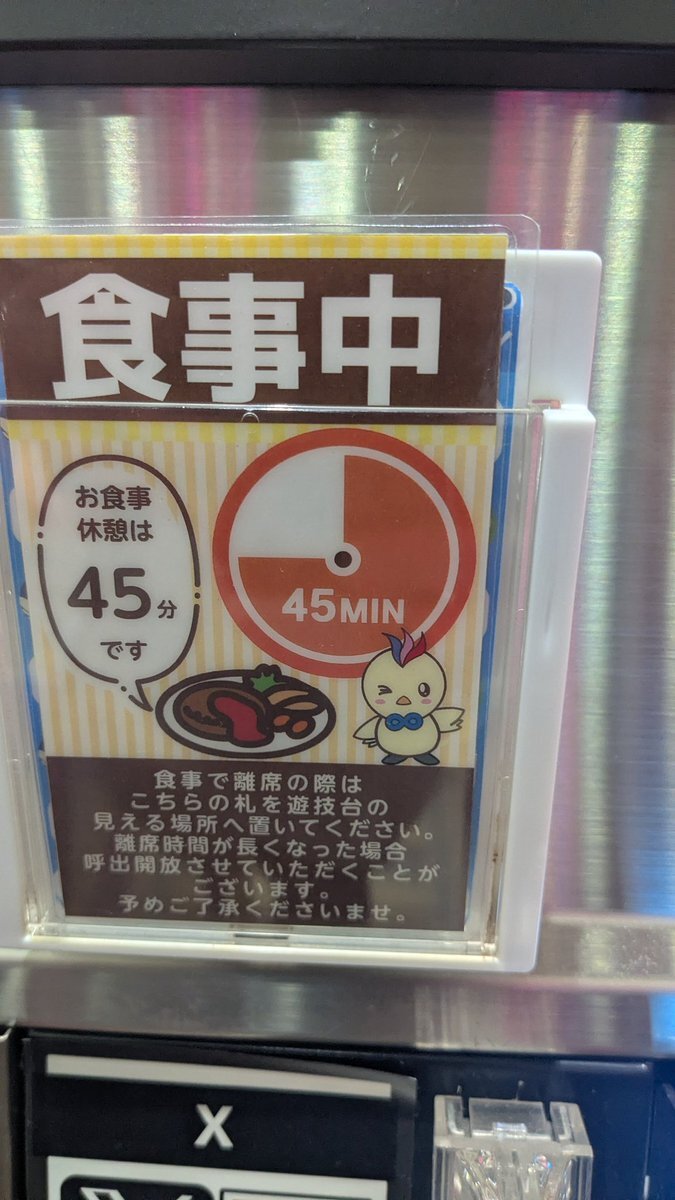 食事中
お食事
休憩は
45分
です
45MIN
食事で離席の際は
こちらの札を遊技台の
見える場所へ置いてください。
離席時間が長くなった場合
呼出開放させていただくことが
ございます。
予めご了承くださいませ。
X